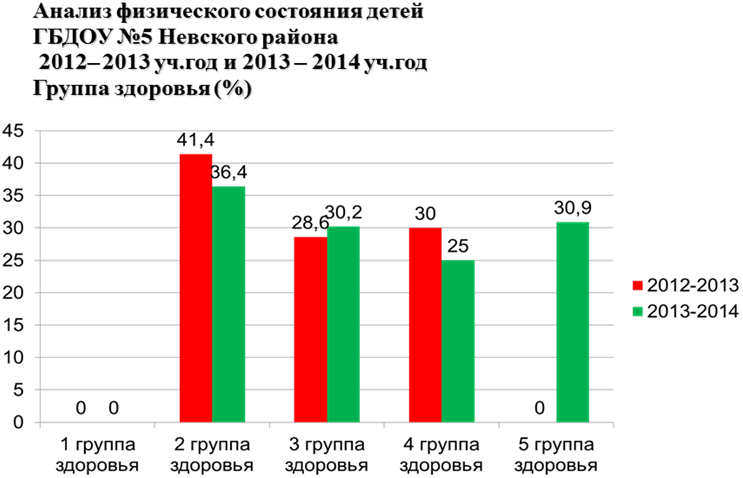 Анализ физического состояния детей
ГБДОУ №5 Невского района
2012–2013 уч.год и 2013 – 2014 уч.год
Группа здоровья (%)
45
40
35
30
25
20
15
10
5
0
0 0
41,4
36,4
28,6
30,2
30
25
0
30,9
1 группа здоровья
2 группа здоровья
3 группа здоровья
4 группа здоровья
5 группа здоровья
2012-2013
2013-2014